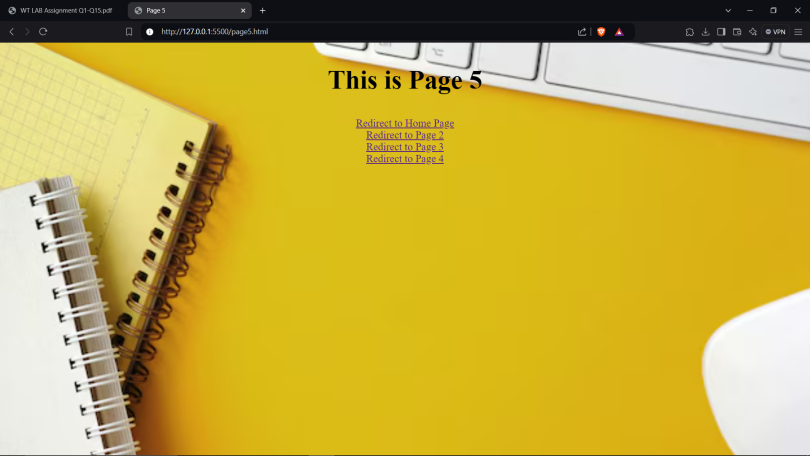 WT LAB Assignment Q1-Q15.pdf
Page 5
http://127.0.0.1:5500/page5.html
VPN
This is Page 5
Redirect to Home Page
Redirect to Page 2
Redirect to Page 3
Redirect to Page 4